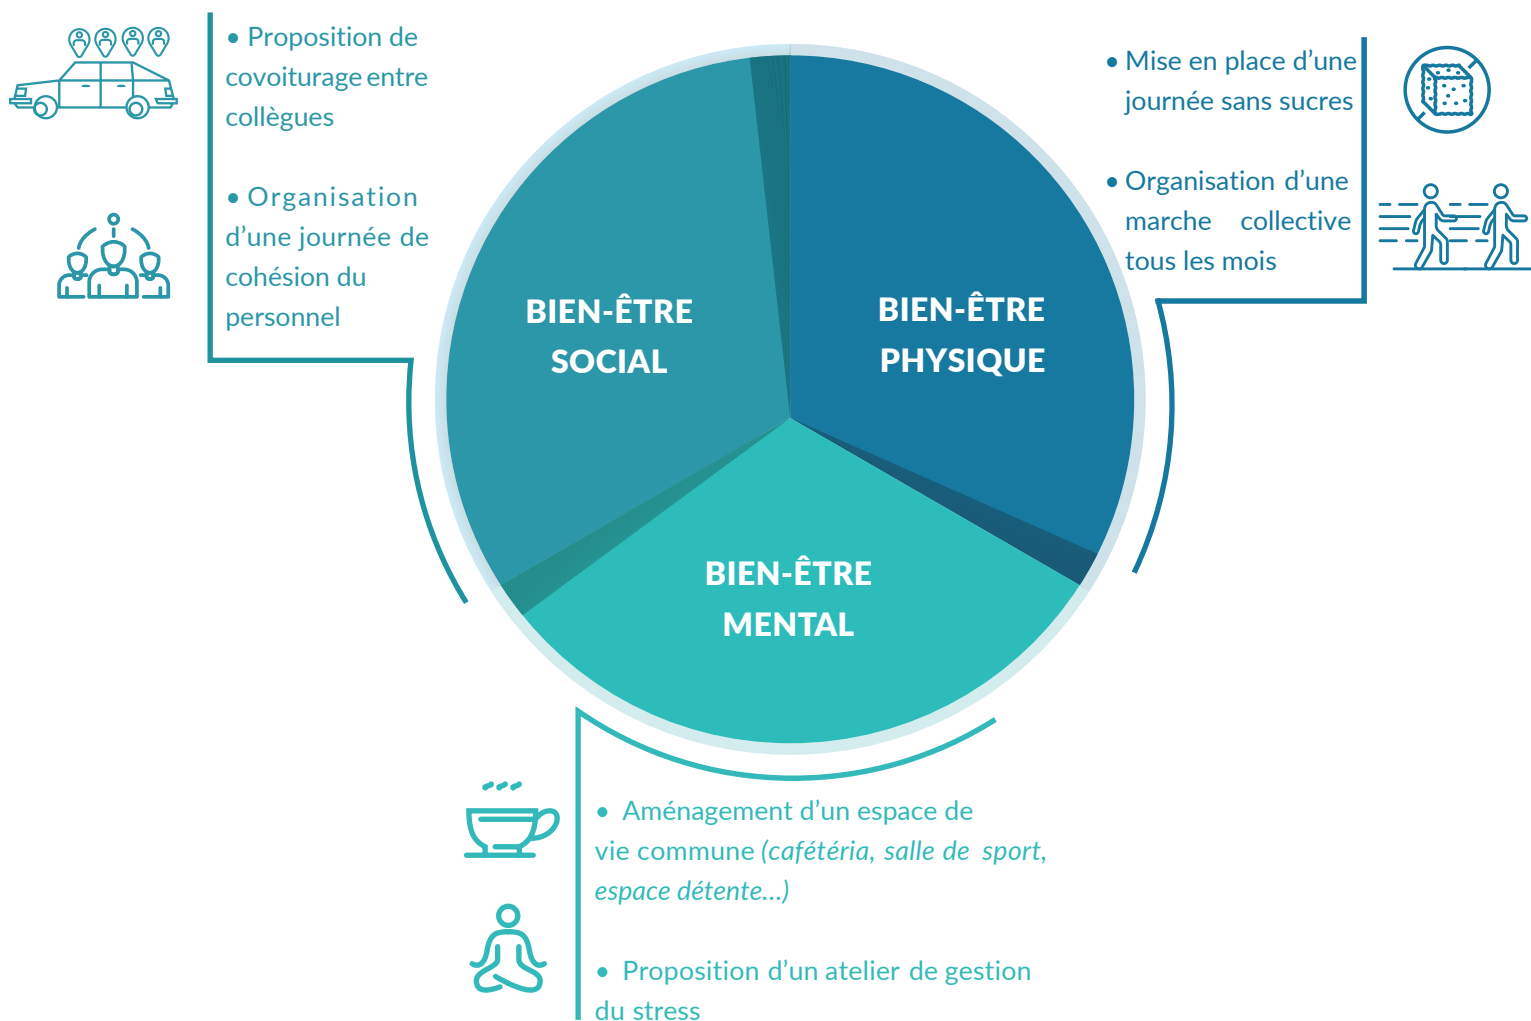 • Proposition de
covoiturage entre
collègues
• Organisation
d’une journée de
cohésion du
personnel
• Mise en place d’une
journée sans sucres
• Organisation d’une
marche collective
tous les mois
BIEN-ÊTRE
SOCIAL
BIEN-ÊTRE
PHYSIQUE
BIEN-ÊTRE
MENTAL
• Aménagement d’un espace de
vie commune (cafétéria, salle de sport,
espace détente...)
• Proposition d’un atelier de gestion
du stress